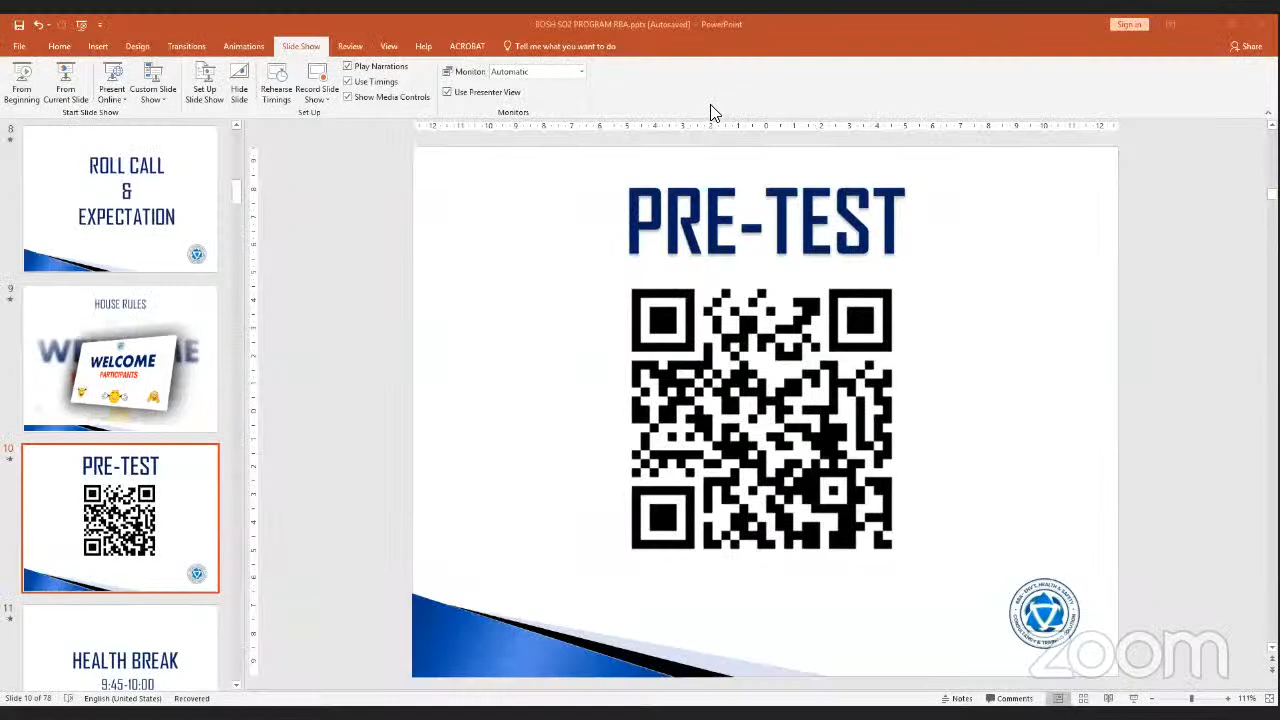 BOSH SO2 PROGRAM RBA.pptx [Autosaved] - PowerPoint
Sign in
File Home Insert Design Transitions Animations Slide Show Review View Help ACROBAT Tell me what you want to do Share
From Beginning
From Current Slide
Present Online
Custom Slide Show
Set Up Slide Show
Hide Slide
Rehearse Timings
Record Slide Show
Play Narrations
Use Timings
Show Media Controls
Monitor: Automatic
Use Presenter View
Start Slide Show Set Up Monitors
8
ROLL CALL
&
EXPECTATION
9
HOUSE RULES
WELCOME
PARTICIPANTS
10
PRE-TEST
11
HEALTH BREAK
9:45-10:00
PRE-TEST
CONSULTANCY & TRAINING SOLUTION
zoom
Slide 10 of 78 English (United States) Recovered Notes Comments 111%